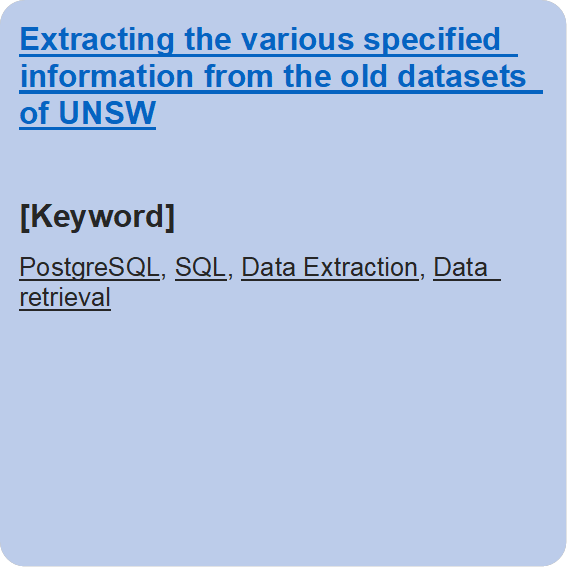 Extracting the various specified
information from the old datasets
of UNSW
[Keyword]
PostgreSQL, SQL, Data Extraction, Data
retrieval